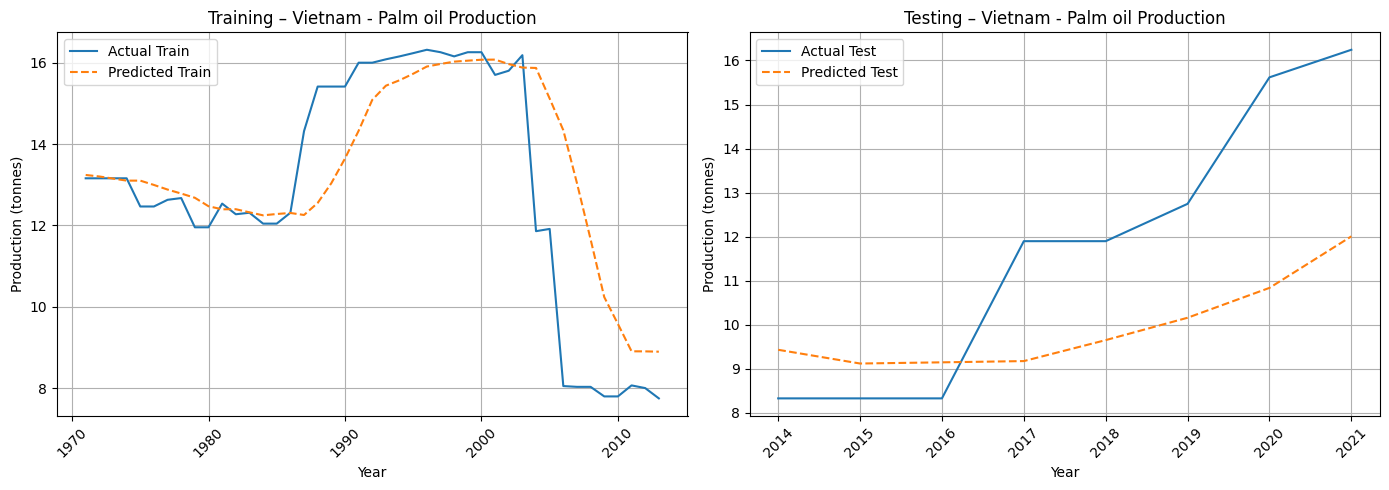 Training – Vietnam - Palm oil Production
Actual Train
Predicted Train
Production (tonnes)
16
14
12
10
8
1970
1980
1990
2000
2010
Year
Testing – Vietnam - Palm oil Production
Actual Test
Predicted Test
Production (tonnes)
16
15
14
13
12
11
10
9
8
2014
2015
2016
2017
2018
2019
2020
2021
Year